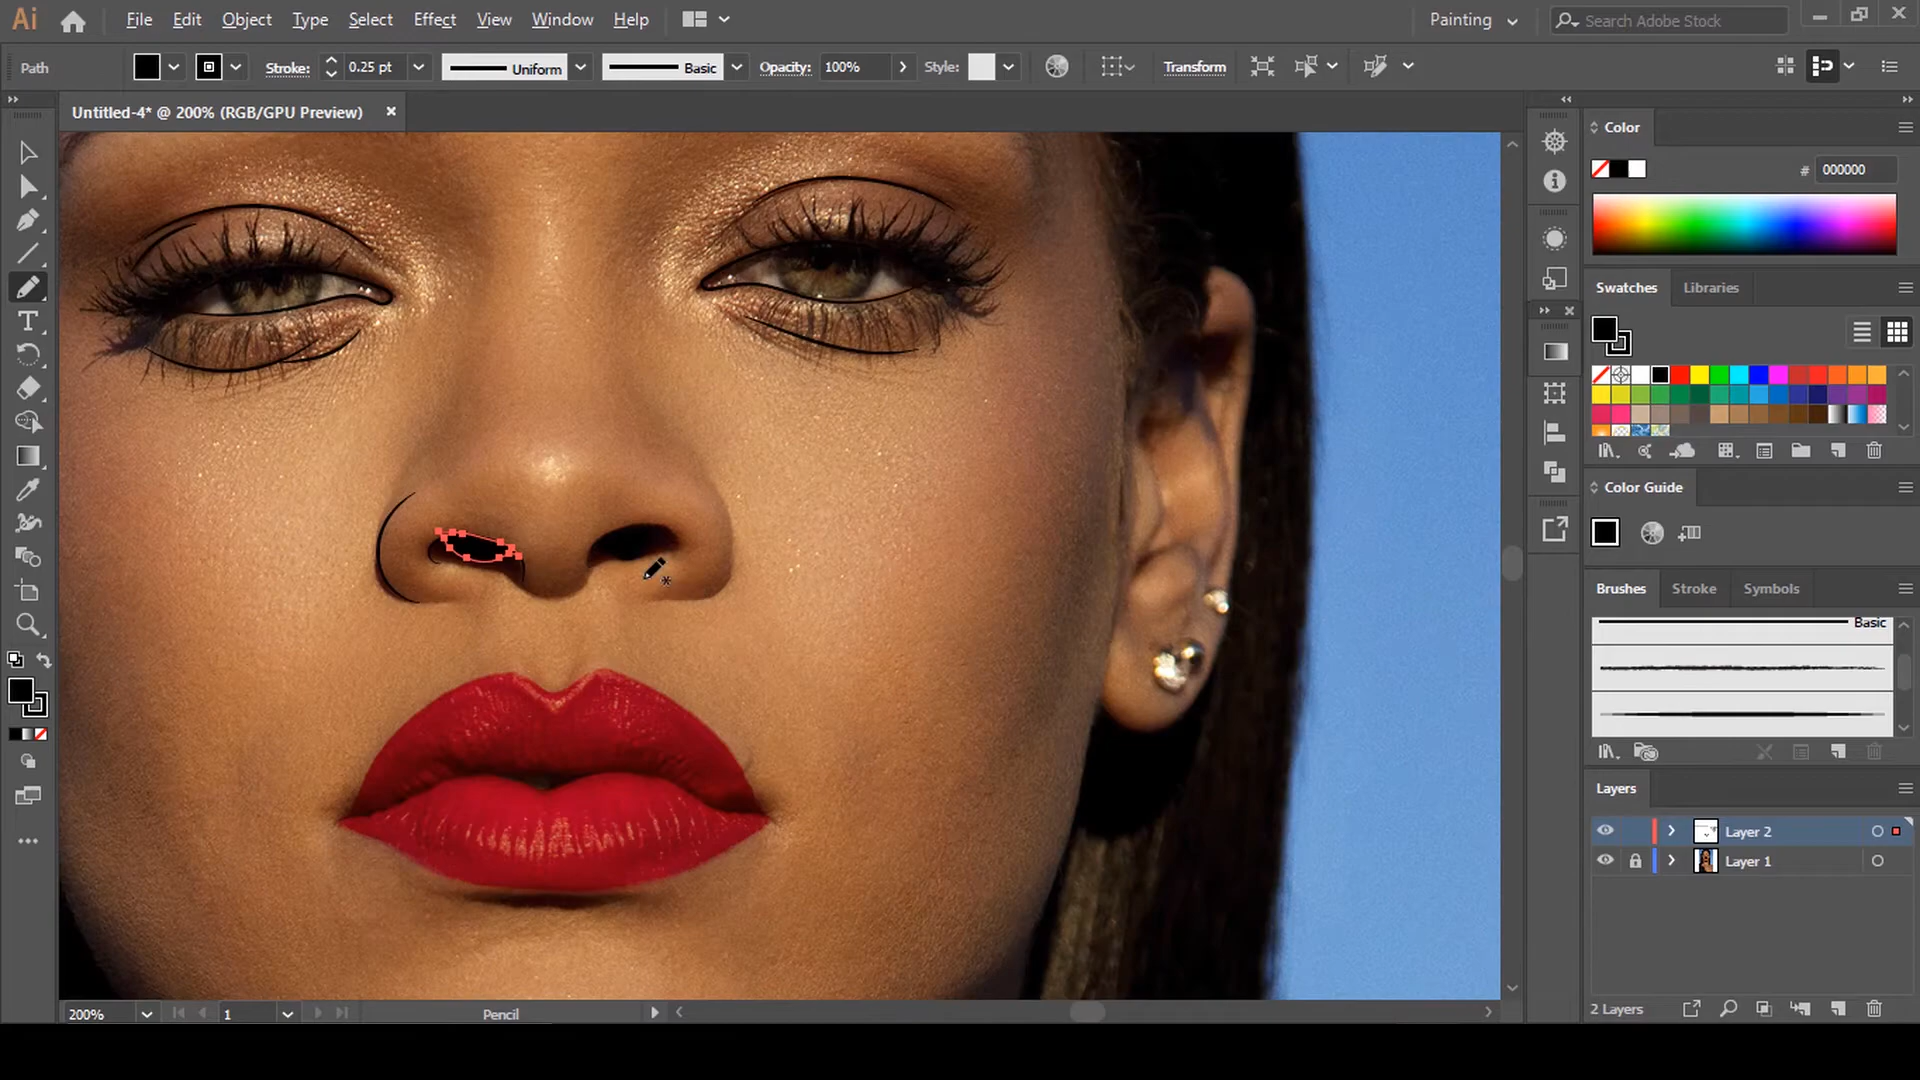 Ai File Edit Object Type Select Effect View Window Help Painting Search Adobe Stock
Path Stroke: 0.25 pt Uniform Basic Opacity: 100% Style: Transform
Untitled-4* @ 200% (RGB/GPU Preview)
Color
# 000000
Swatches Libraries
Color Guide
Brushes Stroke Symbols
Basic
Layers
Layer 2
Layer 1
2 Layers
200% 1 Pencil